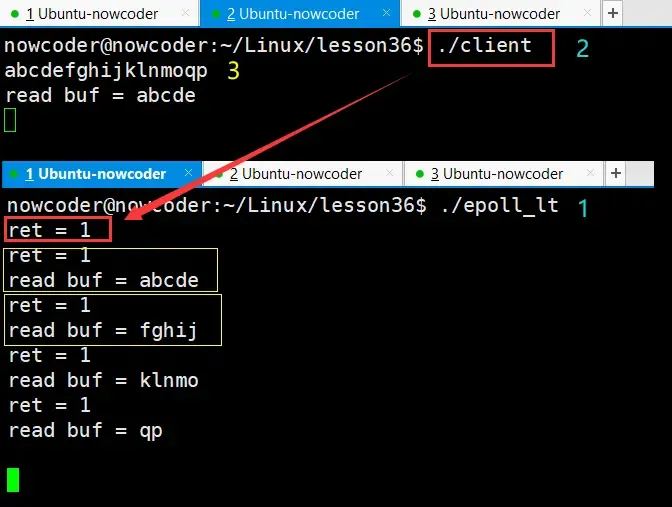 1 Ubuntu-nowcoder × 2 Ubuntu-nowcoder × 3 Ubuntu-nowcoder × +
nowcoder@nowcoder:~/Linux/lesson36$ ./client 2
abcdefghijklnmoqp 3
read buf = abcde
1 Ubuntu-nowcoder × 2 Ubuntu-nowcoder × 3 Ubuntu-nowcoder × +
nowcoder@nowcoder:~/Linux/lesson36$ ./epoll_lt 1
ret = 1
ret = 1
read buf = abcde
ret = 1
read buf = fghij
ret = 1
read buf = klnmo
ret = 1
read buf = qp